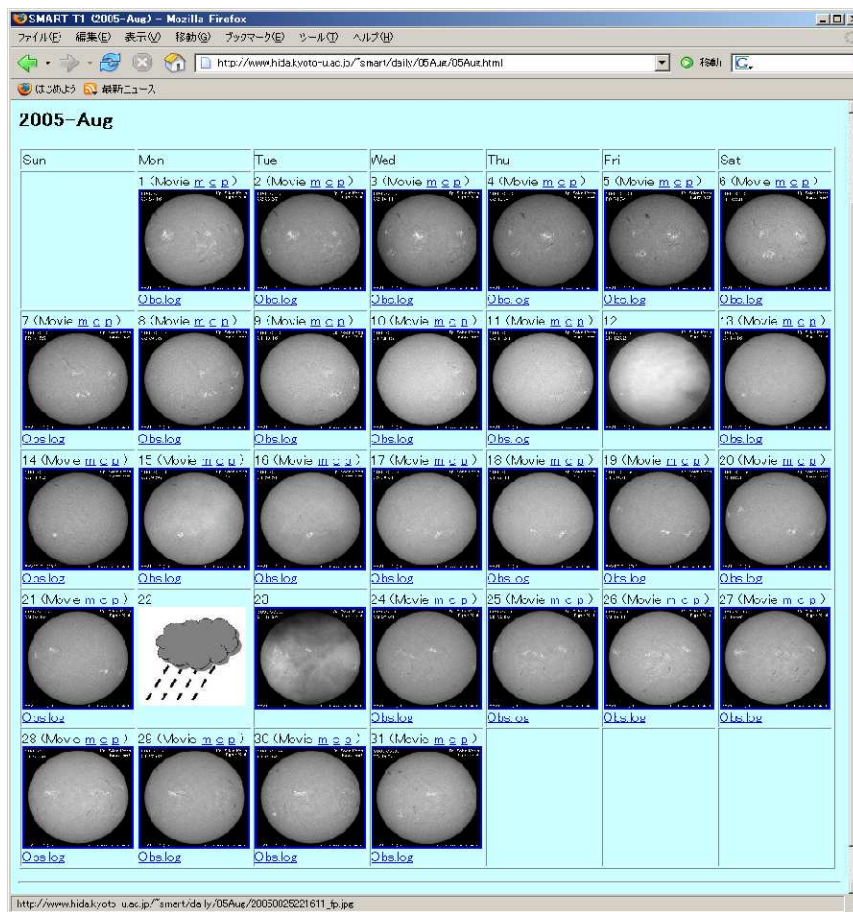 SMART T1 (2005-Aug) - Mozilla Firefox
ファイル(F) 編集(E) 表示(V) 移動(G) ブックマーク(B) ツール(T) ヘルプ(H)
http://www.hida.kyoto-u.ac.jp/~smart/daily/05Aug/05Aug.html 移動
はじめよう 最新ニュース
2005-Aug
Sun Mon Tue Wed Thu Fri Sat
1 (Movie m c p) 2 (Movie m c p) 3 (Movie m c p) 4 (Movie m c p) 5 (Movie m c p) 6 (Movie m c p)
Obs.log Obs.log Obs.log Obs.log Obs.log Obs.log
7 (Movie m c p) 8 (Movie m c p) 9 (Movie m c p) 10 (Movie m c p) 11 (Movie m c p) 12 13 (Movie m c p)
Obs.log Obs.log Obs.log Obs.log Obs.log Obs.log
14 (Movie m c p) 15 (Movie m c p) 16 (Movie m c p) 17 (Movie m c p) 18 (Movie m c p) 19 (Movie m c p) 20 (Movie m c p)
Obs.log Obs.log Obs.log Obs.log Obs.log Obs.log Obs.log
21 (Movie m c p) 22 23 24 (Movie m c p) 25 (Movie m c p) 26 (Movie m c p) 27 (Movie m c p)
Obs.log Obs.log Obs.log Obs.log Obs.log
28 (Movie m c p) 29 (Movie m c p) 30 (Movie m c p) 31 (Movie m c p)
Obs.log Obs.log Obs.log Obs.log